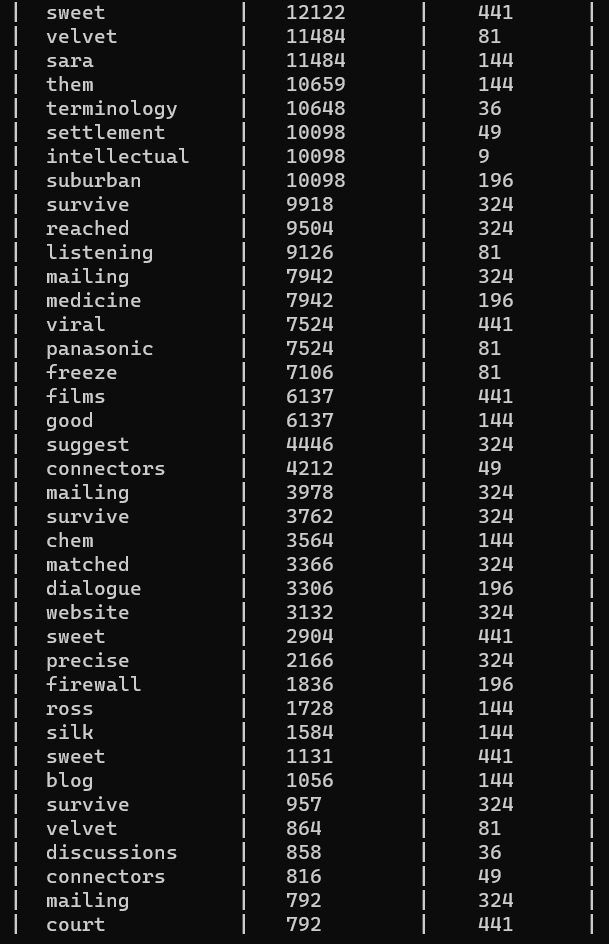 | sweet | 12122 | 441 |
| velvet | 11484 | 81 |
| sara | 11484 | 144 |
| them | 10659 | 144 |
| terminology | 10648 | 36 |
| settlement | 10098 | 49 |
| intellectual | 10098 | 9 |
| suburban | 10098 | 196 |
| survive | 9918 | 324 |
| reached | 9504 | 324 |
| listening | 9126 | 81 |
| mailing | 7942 | 324 |
| medicine | 7942 | 196 |
| viral | 7524 | 441 |
| panasonic | 7524 | 81 |
| freeze | 7106 | 81 |
| films | 6137 | 441 |
| good | 6137 | 144 |
| suggest | 4446 | 324 |
| connectors | 4212 | 49 |
| mailing | 3978 | 324 |
| survive | 3762 | 324 |
| chem | 3564 | 144 |
| matched | 3366 | 324 |
| dialogue | 3306 | 196 |
| website | 3132 | 324 |
| sweet | 2904 | 441 |
| precise | 2166 | 324 |
| firewall | 1836 | 196 |
| ross | 1728 | 144 |
| silk | 1584 | 144 |
| sweet | 1131 | 441 |
| blog | 1056 | 144 |
| survive | 957 | 324 |
| velvet | 864 | 81 |
| discussions | 858 | 36 |
| connectors | 816 | 49 |
| mailing | 792 | 324 |
| court | 792 | 441 |